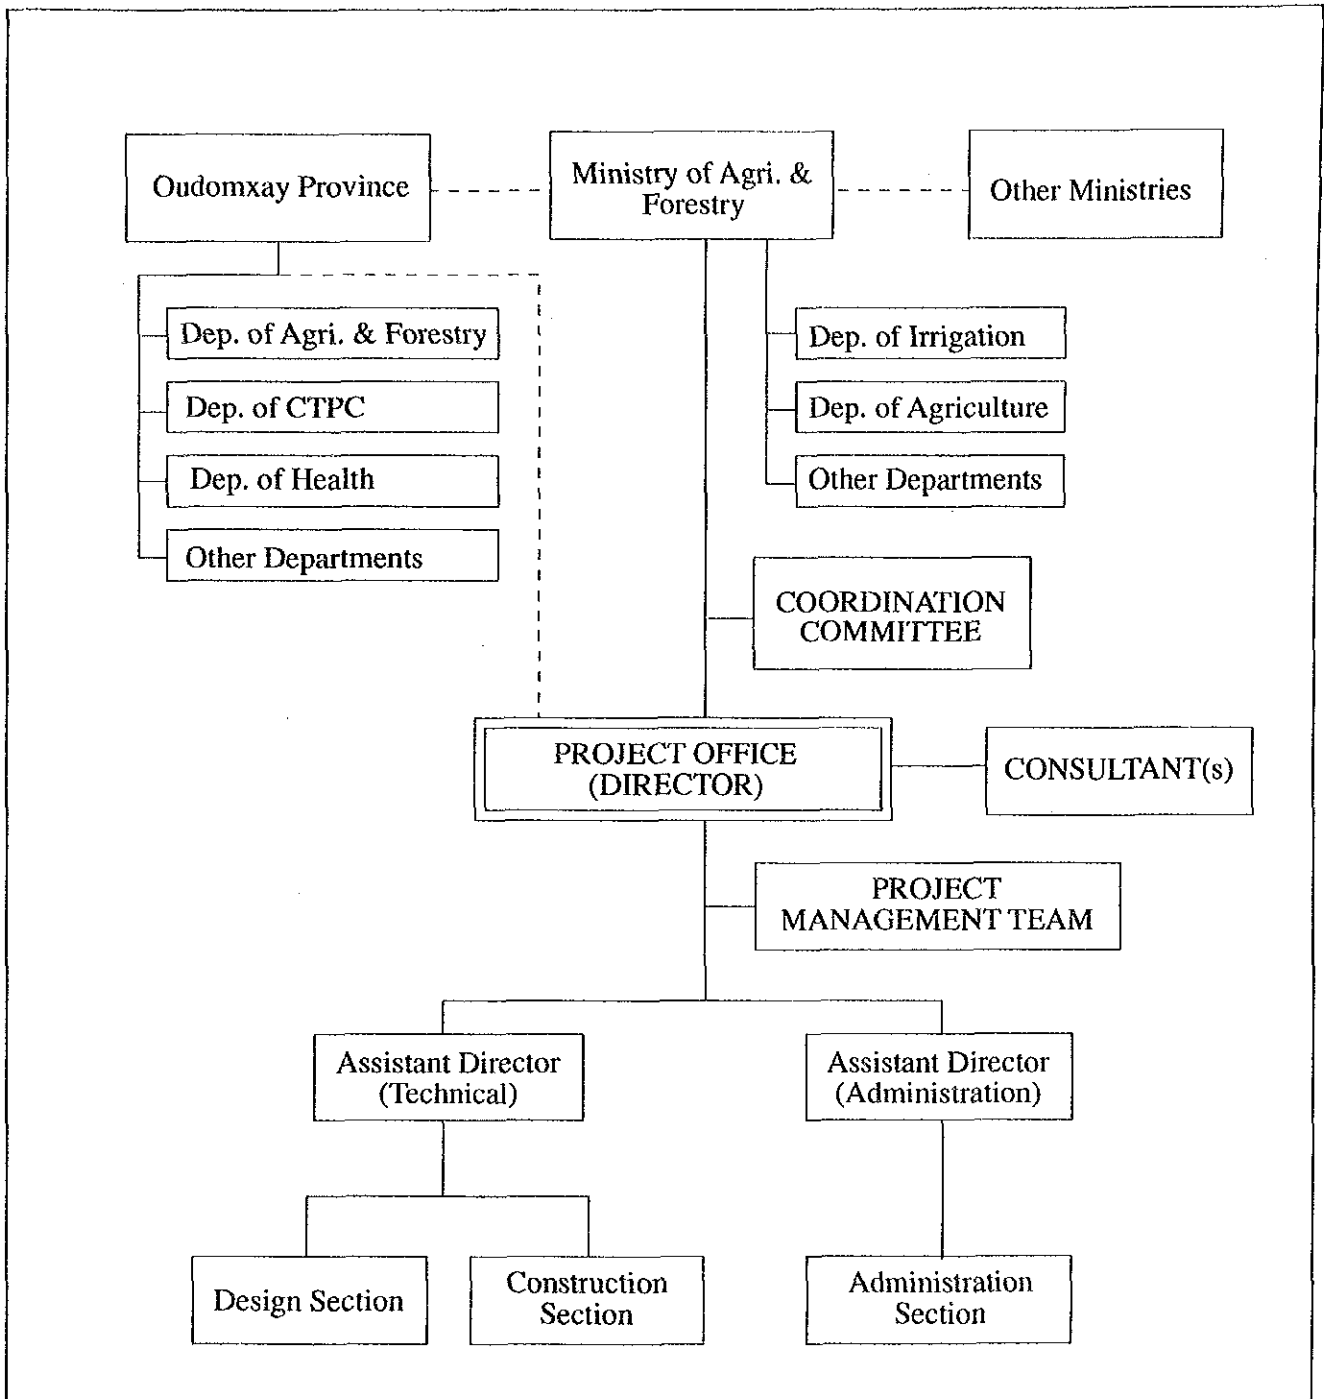 Oudomxay Province
Ministry of Agri. &
Forestry
Other Ministries
Dep. of Agri. & Forestry
Dep. of CTPC
Dep. of Health
Other Departments
Dep. of Irrigation
Dep. of Agriculture
Other Departments
COORDINATION
COMMITTEE
PROJECT OFFICE
(DIRECTOR)
CONSULTANT(s)
PROJECT
MANAGEMENT TEAM
Assistant Director
(Technical)
Assistant Director
(Administration)
Design Section
Construction
Section
Administration
Section